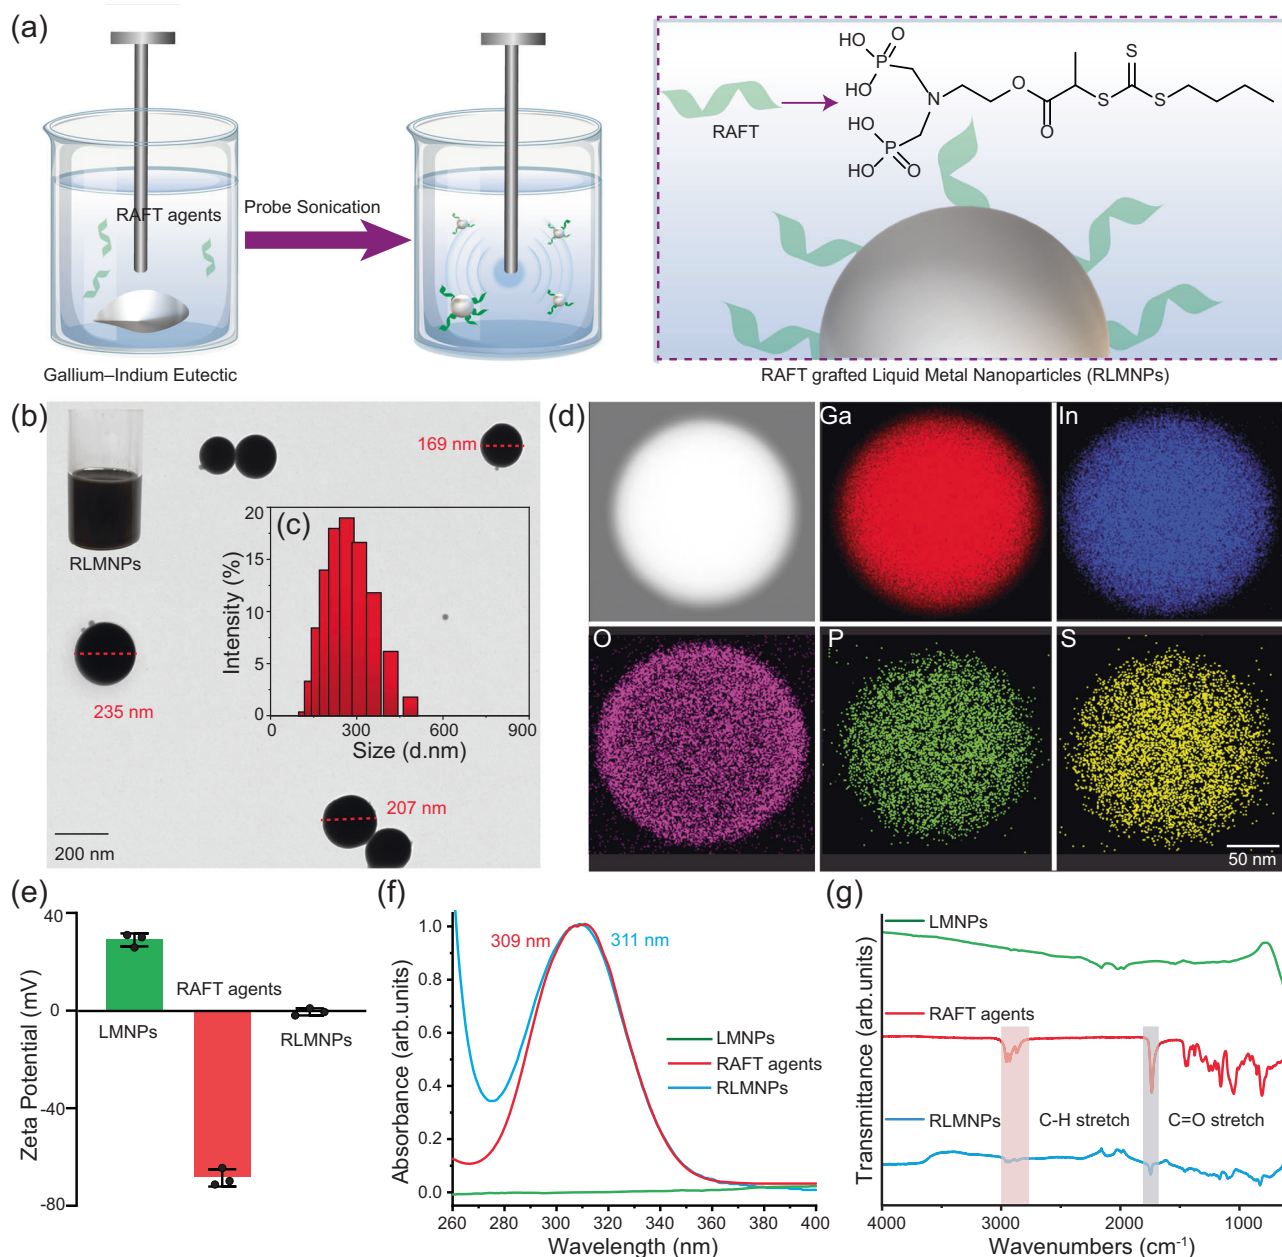 (a)
RAFT agents
Probe Sonication
Gallium–Indium Eutectic
RAFT
HO
O
P
HO
N
HO
P
HO
O
O
O
S
S
S
RAFT grafted Liquid Metal Nanoparticles (RLMNPs)
(b)
RLMNPs
169 nm
235 nm
207 nm
200 nm
(c)
Intensity (%)
20
15
10
5
0
300
600
900
Size (d.nm)
(d)
Ga
In
O
P
S
50 nm
(e)
Zeta Potential (mV)
40
0
-40
-80
LMNPs
RAFT agents
RLMNPs
(f)
Absorbance (arb.units)
1.0
0.8
0.6
0.4
0.2
0.0
309 nm
311 nm
LMNPs
RAFT agents
RLMNPs
260 280 300 320 340 360 380 400
Wavelength (nm)
(g)
Transmittance (arb.units)
LMNPs
RAFT agents
RLMNPs
C-H stretch
C=O stretch
4000 3000 2000 1000
Wavenumbers (cm⁻¹)